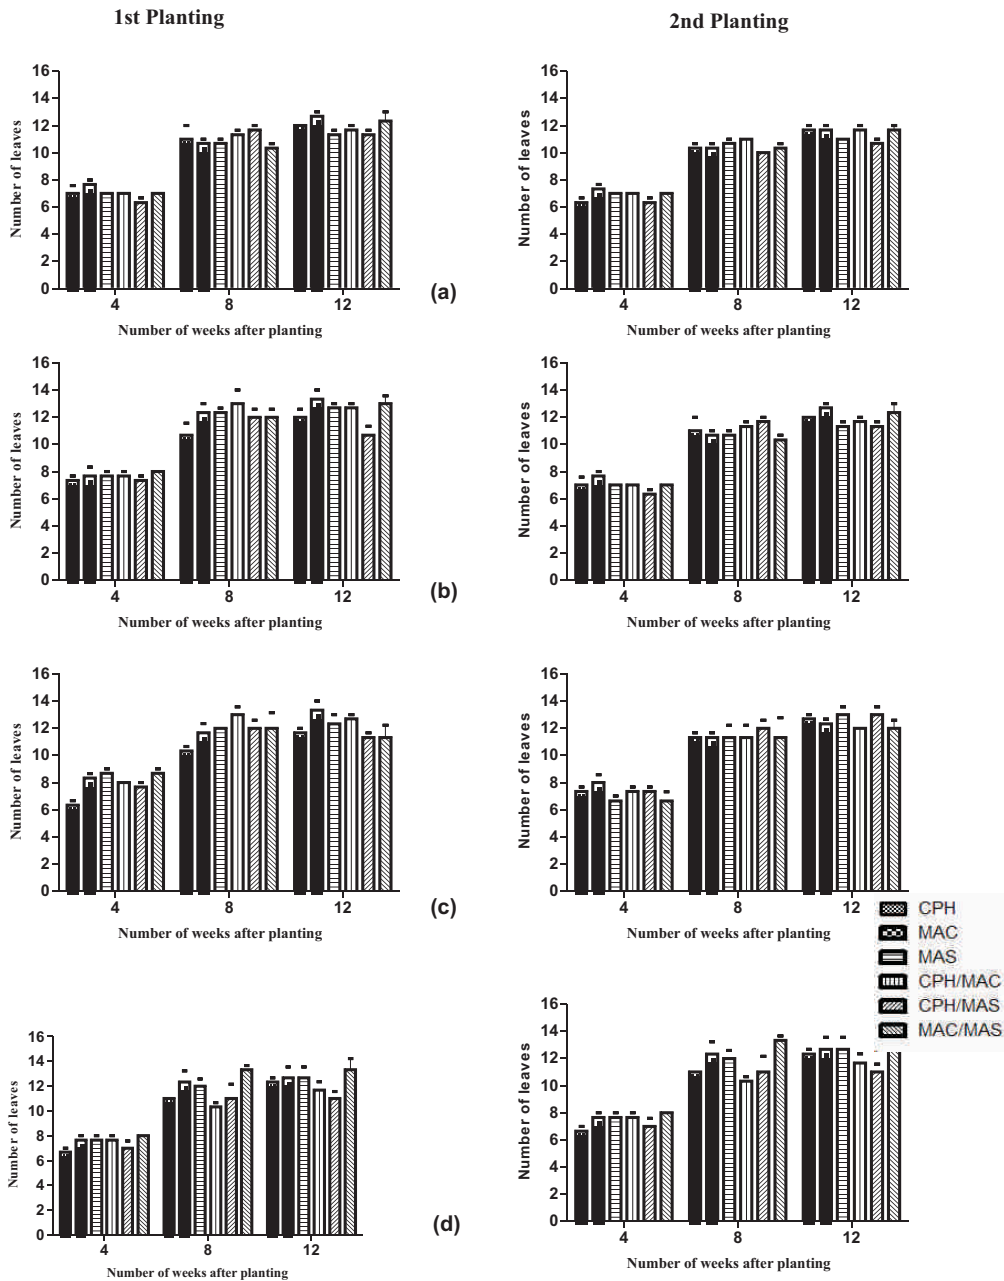 1st Planting
2nd Planting
16
14
12
10
8
6
4
2
0
Number of leaves
4 8 12
Number of weeks after planting
(a)
16
14
12
10
8
6
4
2
0
Number of leaves
4 8 12
Number of weeks after planting
16
14
12
10
8
6
4
2
0
Number of leaves
4 8 12
Number of weeks after planting
(b)
16
14
12
10
8
6
4
2
0
Number of leaves
4 8 12
Number of weeks after planting
16
14
12
10
8
6
4
2
0
Number of leaves
4 8 12
Number of weeks after planting
(c)
16
14
12
10
8
6
4
2
0
Number of leaves
4 8 12
Number of weeks after planting
CPH
MAC
MAS
CPH/MAC
CPH/MAS
MAC/MAS
16
14
12
10
8
6
4
2
0
Number of leaves
4 8 12
Number of weeks after planting
(d)
16
14
12
10
8
6
4
2
0
Number of leaves
4 8 12
Number of weeks after planting